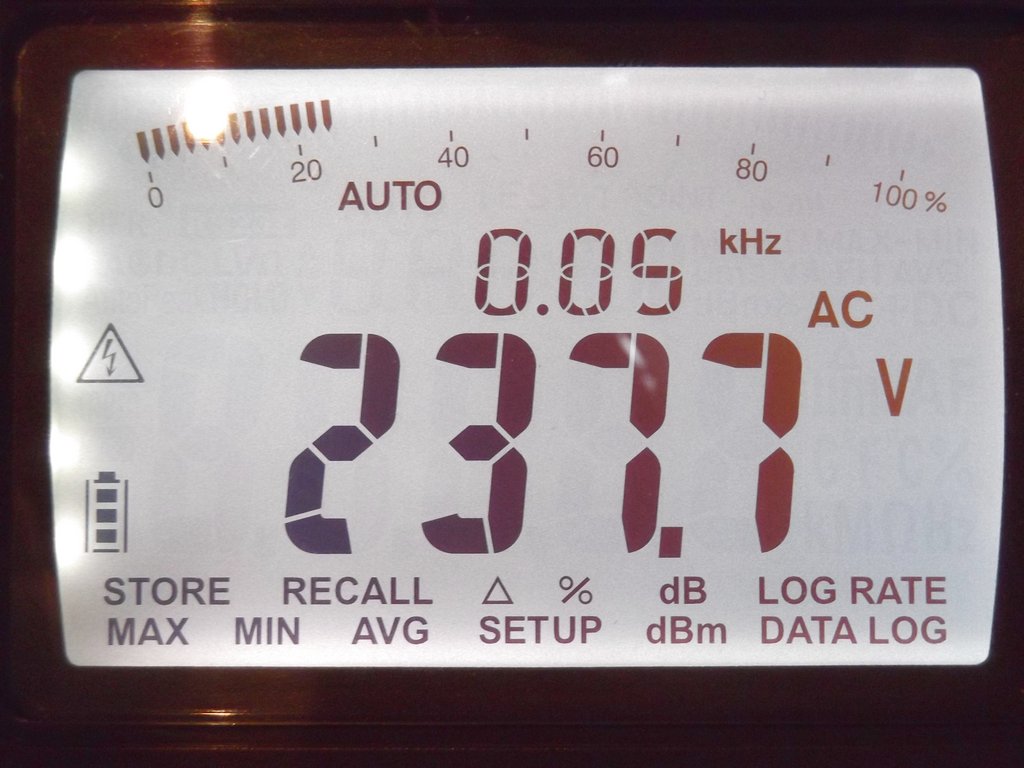 0 20 40 60 80 100 %
AUTO
0.05 kHz
AC
237.7 V
STORE RECALL △ % dB LOG RATE
MAX MIN AVG SETUP dBm DATA LOG